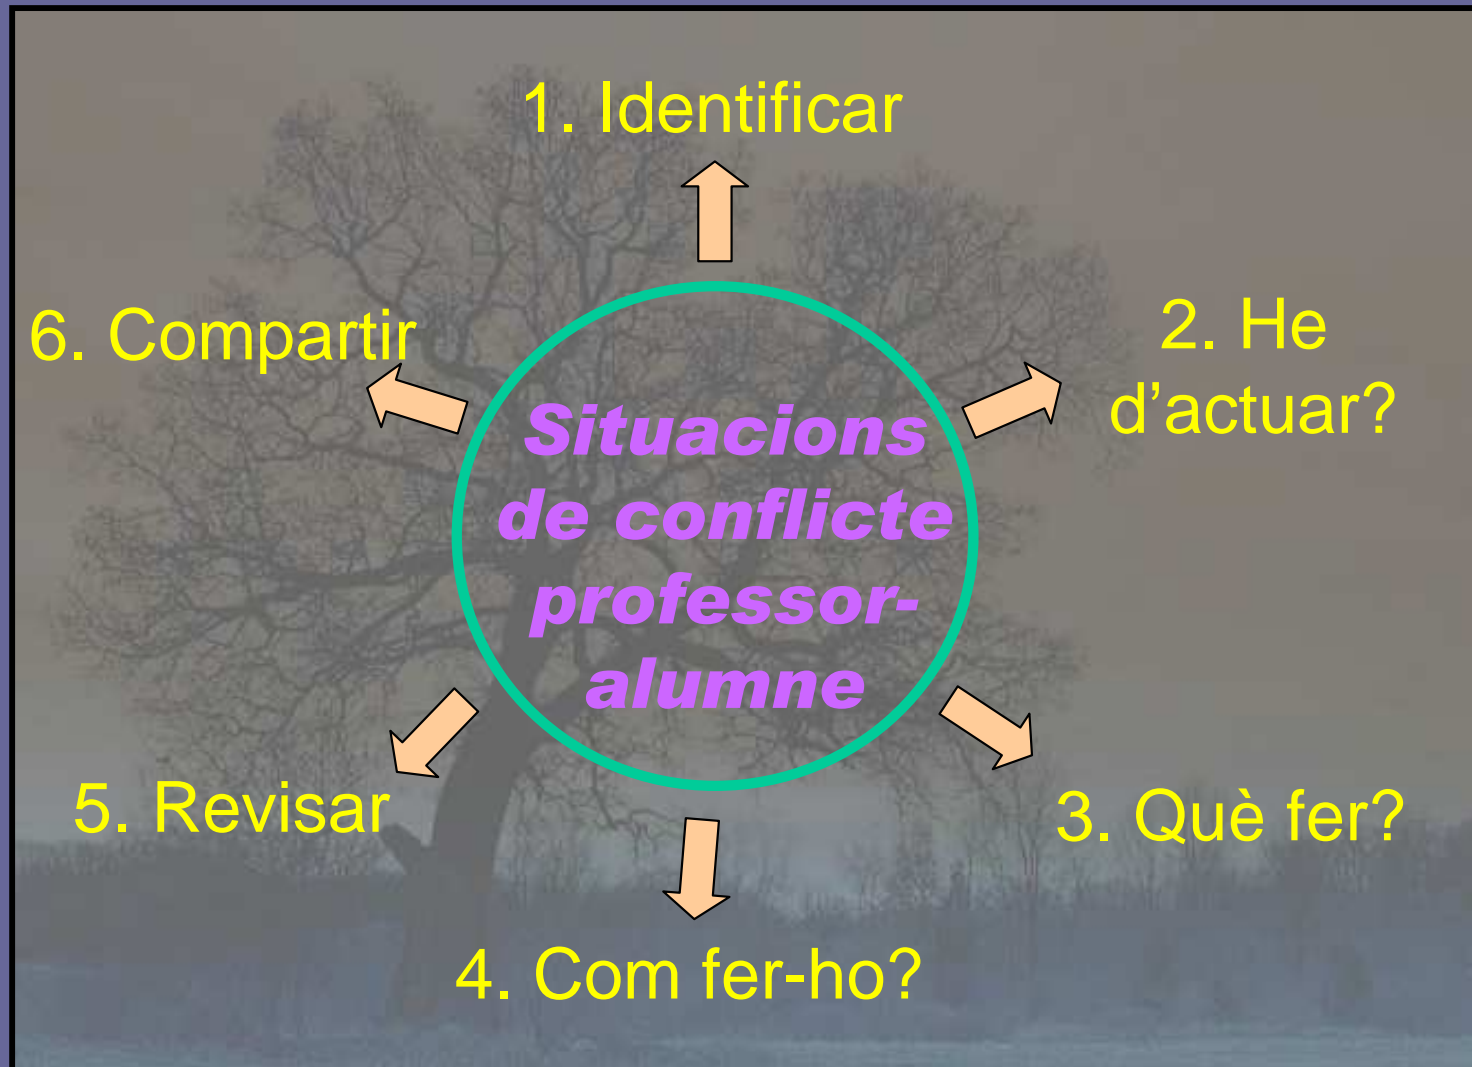 1. Identificar
2. He
d’actuar?
3. Què fer?
4. Com fer-ho?
5. Revisar
6. Compartir
Situacions
de conflicte
professor-
alumne